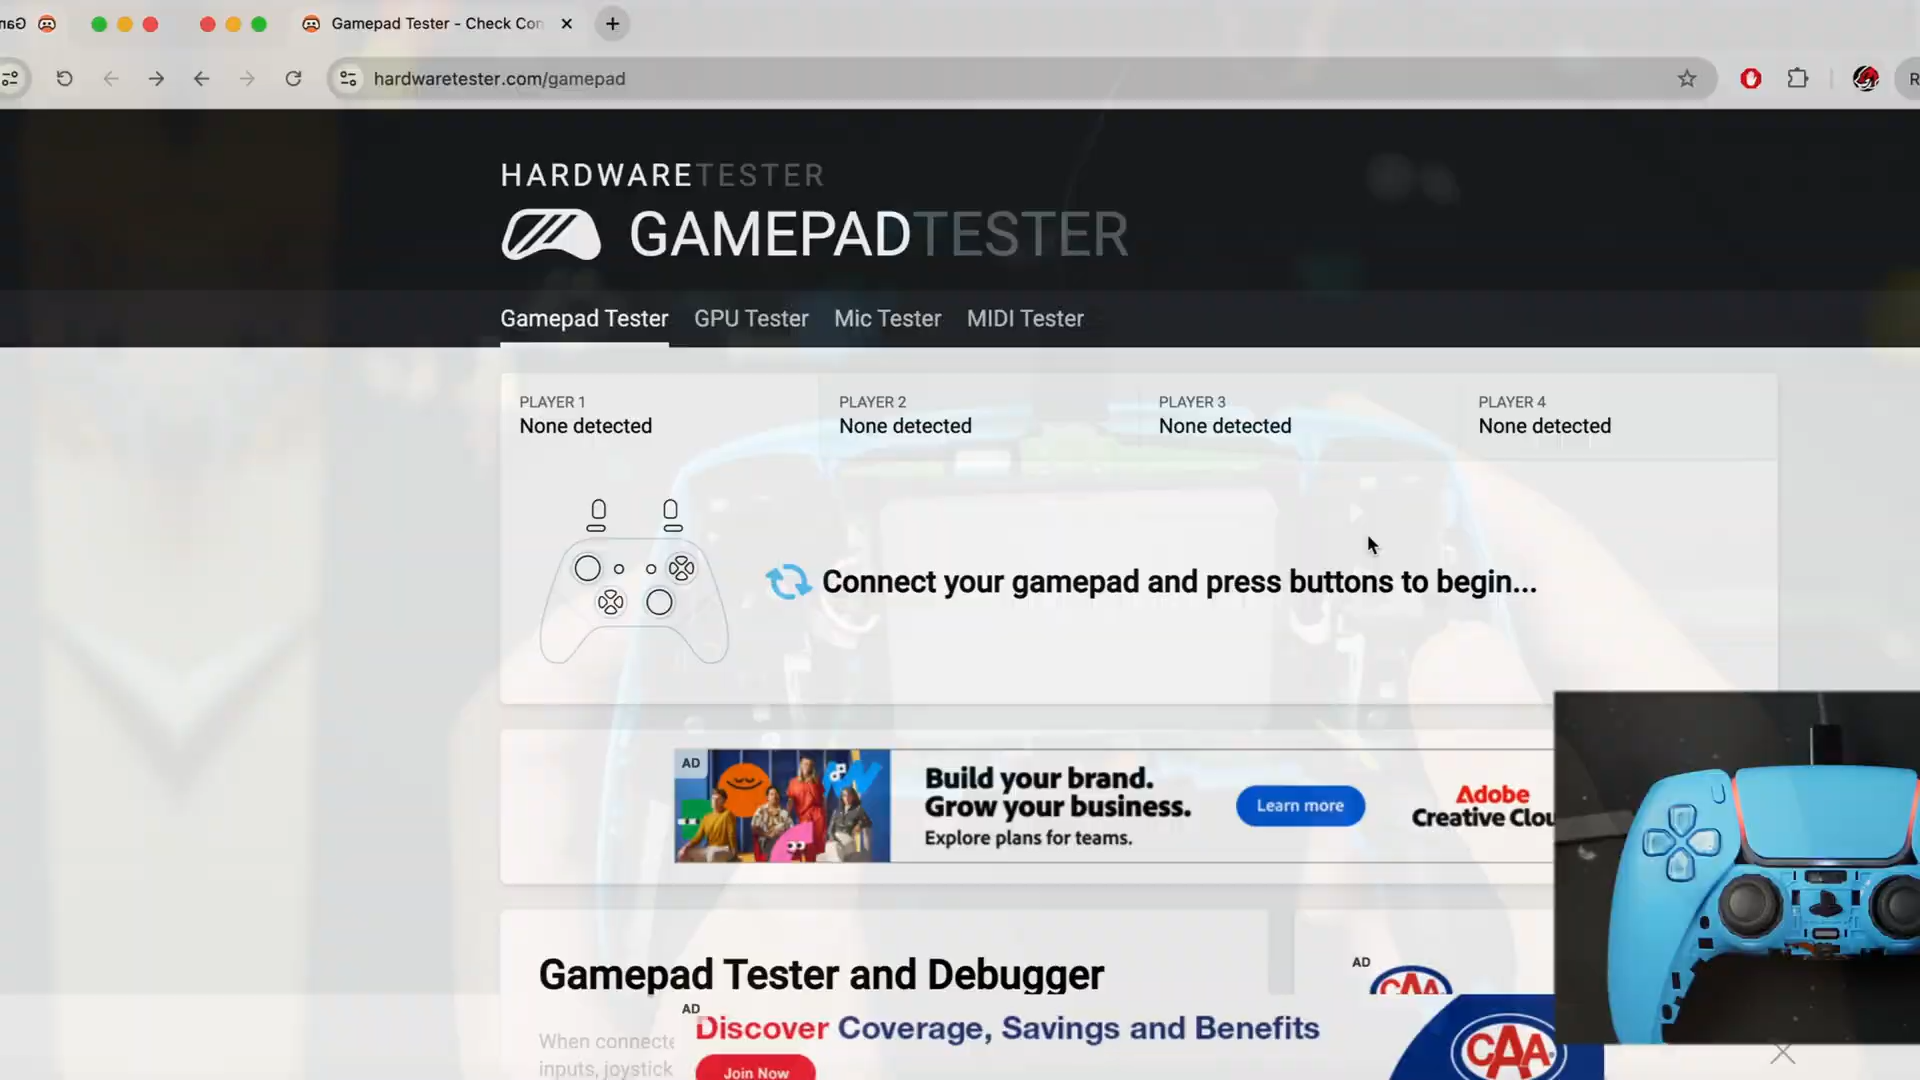 Gamepad Tester - Check Con
hardwaretester.com/gamepad
R
HARDWARETESTER
GAMEPADTESTER
Gamepad Tester
GPU Tester
Mic Tester
MIDI Tester
PLAYER 1
None detected
PLAYER 2
None detected
PLAYER 3
None detected
PLAYER 4
None detected
Connect your gamepad and press buttons to begin...
AD
Build your brand.
Grow your business.
Explore plans for teams.
Learn more
Adobe
Creative Clou
Gamepad Tester and Debugger
When connecte
inputs, joystick
AD
CAA
AD
Discover Coverage, Savings and Benefits
Join Now
CAA